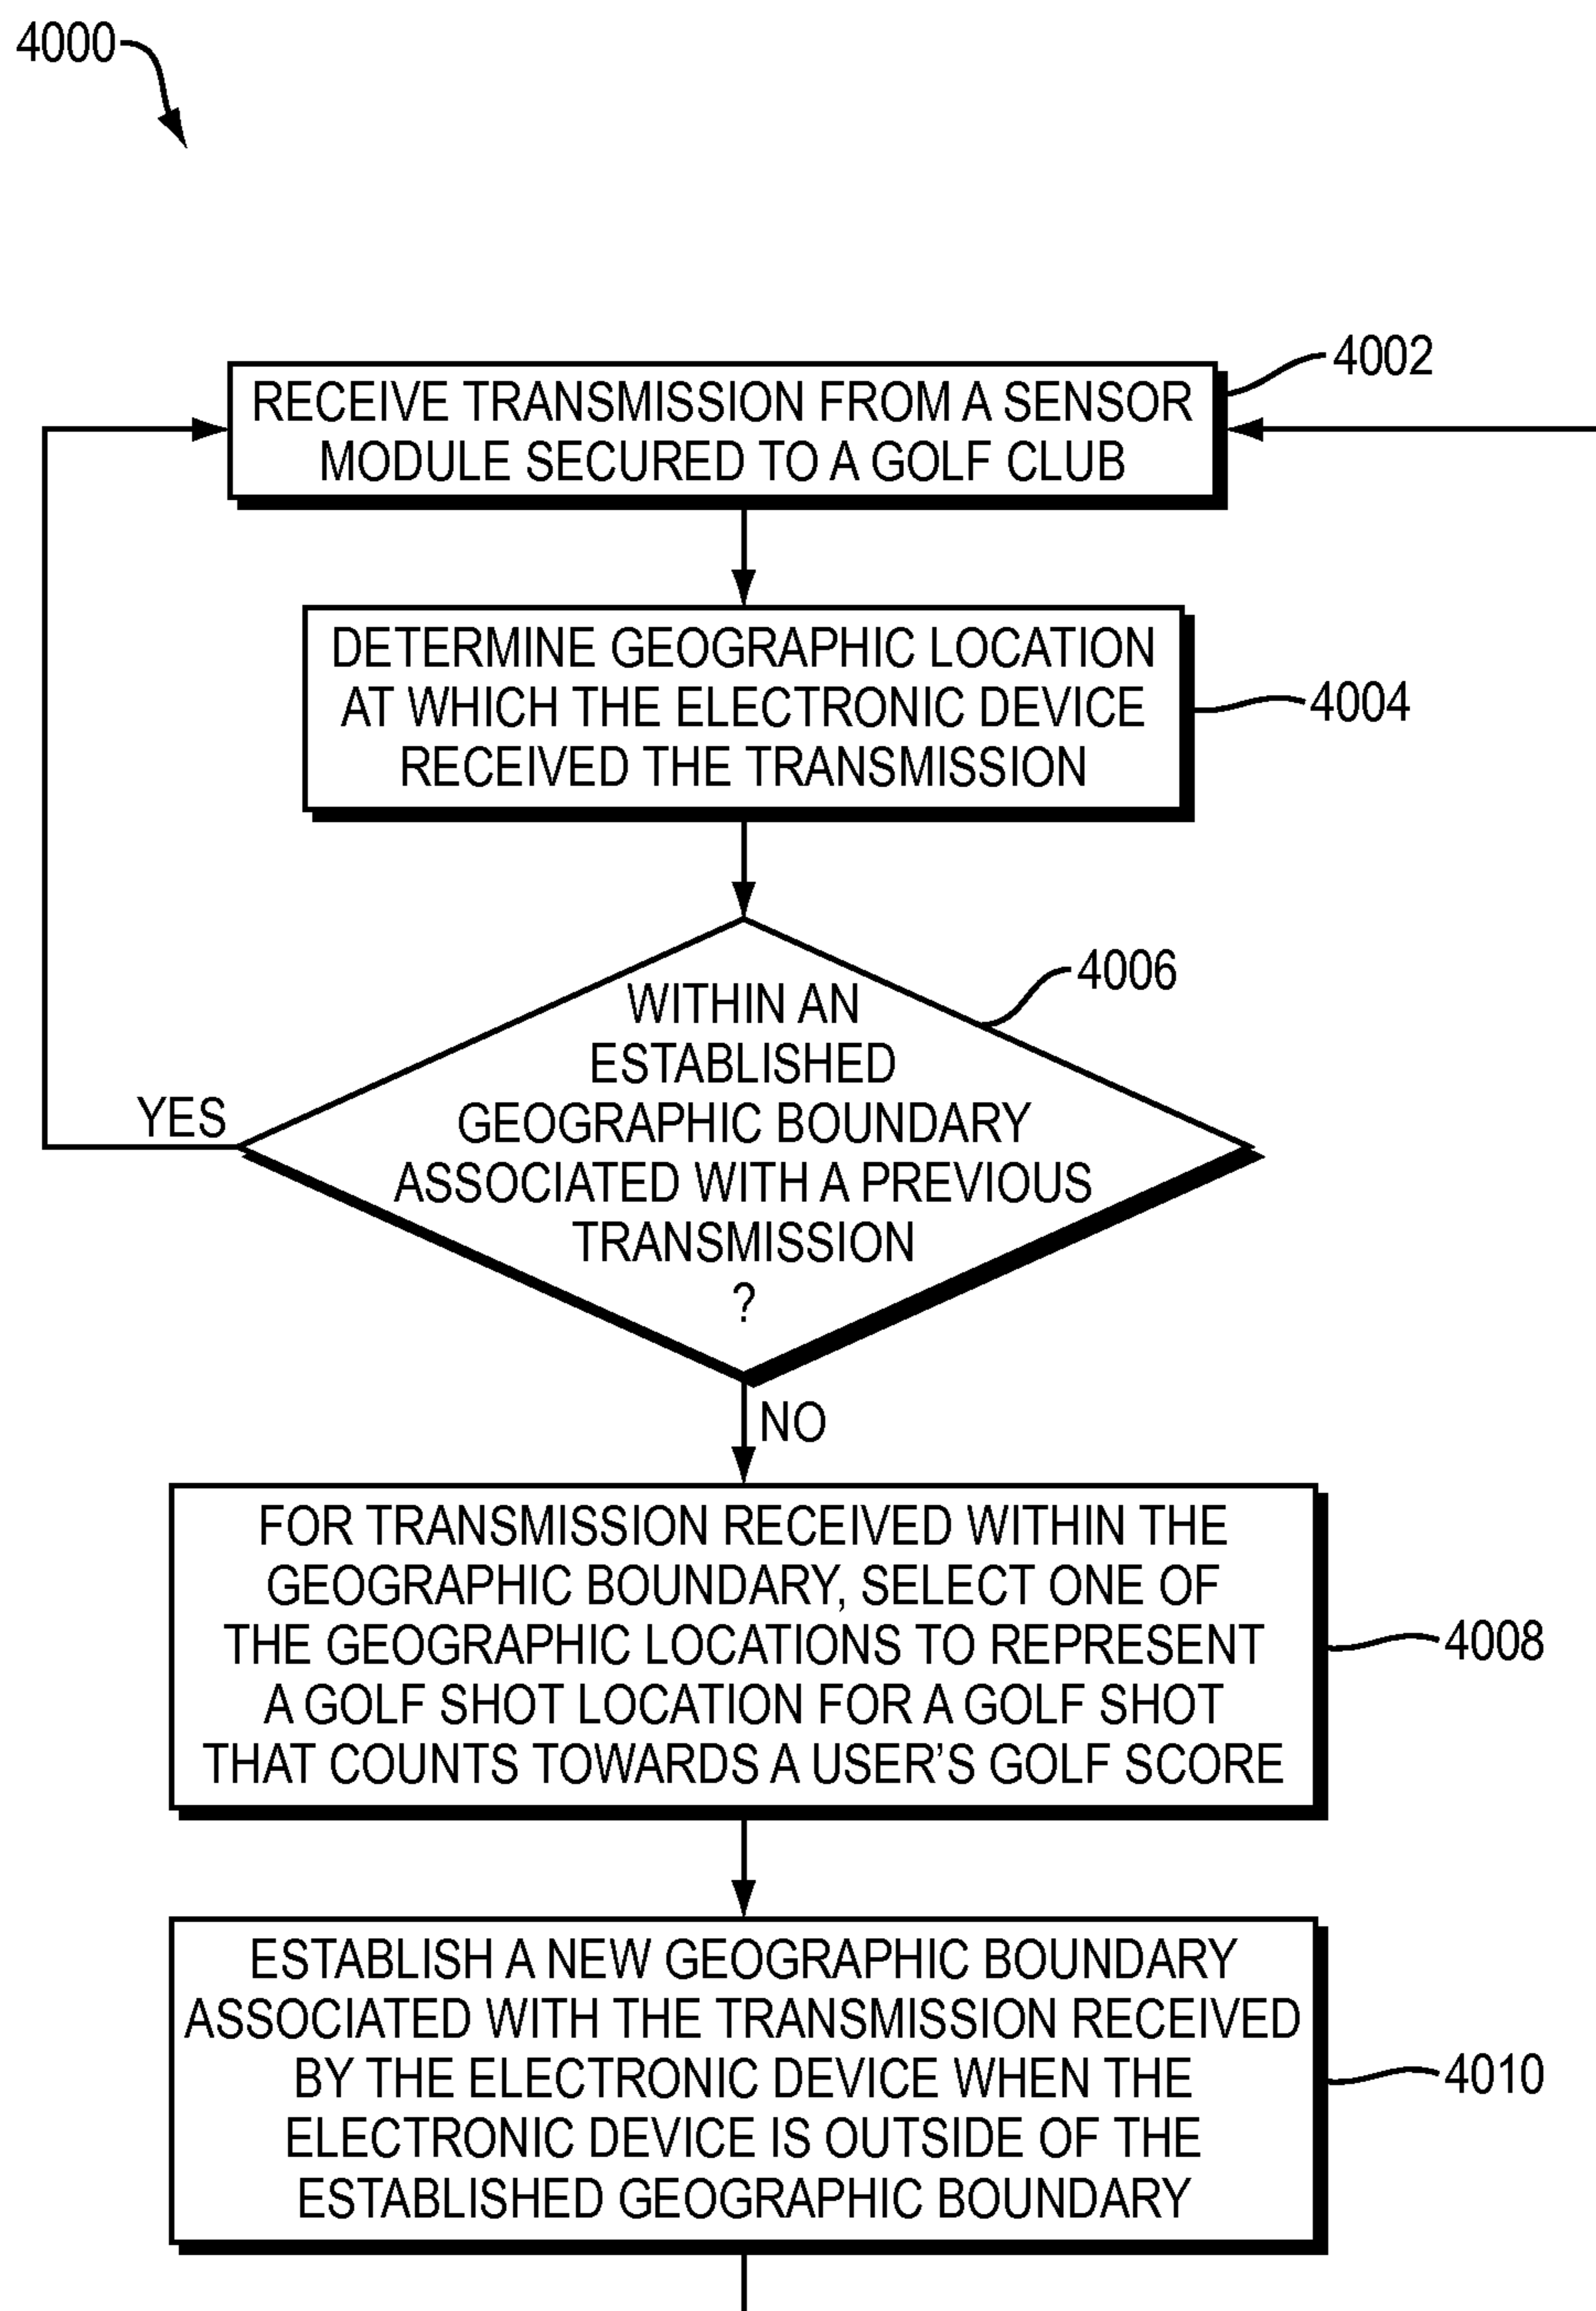 4000
4002
RECEIVE TRANSMISSION FROM A SENSOR
MODULE SECURED TO A GOLF CLUB
DETERMINE GEOGRAPHIC LOCATION
AT WHICH THE ELECTRONIC DEVICE
RECEIVED THE TRANSMISSION
4004
4006
WITHIN AN
ESTABLISHED
GEOGRAPHIC BOUNDARY
ASSOCIATED WITH A PREVIOUS
TRANSMISSION
?
YES
NO
FOR TRANSMISSION RECEIVED WITHIN THE
GEOGRAPHIC BOUNDARY, SELECT ONE OF
THE GEOGRAPHIC LOCATIONS TO REPRESENT
A GOLF SHOT LOCATION FOR A GOLF SHOT
THAT COUNTS TOWARDS A USER'S GOLF SCORE
4008
ESTABLISH A NEW GEOGRAPHIC BOUNDARY
ASSOCIATED WITH THE TRANSMISSION RECEIVED
BY THE ELECTRONIC DEVICE WHEN THE
ELECTRONIC DEVICE IS OUTSIDE OF THE
ESTABLISHED GEOGRAPHIC BOUNDARY
4010